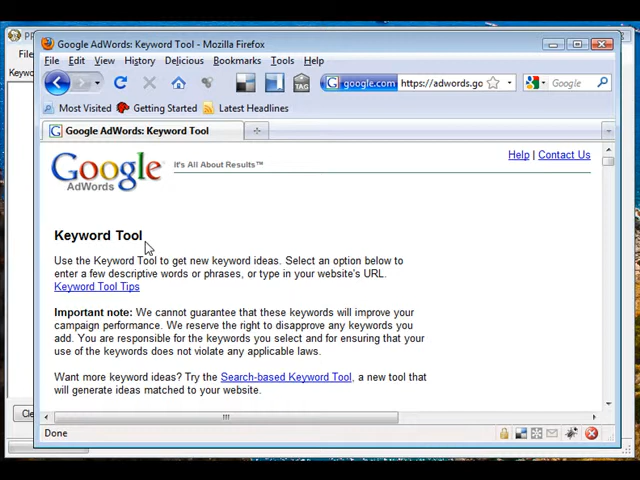 pp
Google AdWords: Keyword Tool - Mozilla Firefox
File
Edit View History Delicious Bookmarks Tools Help
Keywo
google.com https://adwords.go Google
TAG
Most Visited Getting Started Latest Headlines
Google AdWords: Keyword Tool
Google AdWords
It's All About Results™
Help | Contact Us
Keyword Tool
Use the Keyword Tool to get new keyword ideas. Select an option below to
enter a few descriptive words or phrases, or type in your website's URL.
Keyword Tool Tips
Important note: We cannot guarantee that these keywords will improve your
campaign performance. We reserve the right to disapprove any keywords you
add. You are responsible for the keywords you select and for ensuring that your
use of the keywords does not violate any applicable laws.
Want more keyword ideas? Try the Search-based Keyword Tool, a new tool that
will generate ideas matched to your website.
Cle
Done